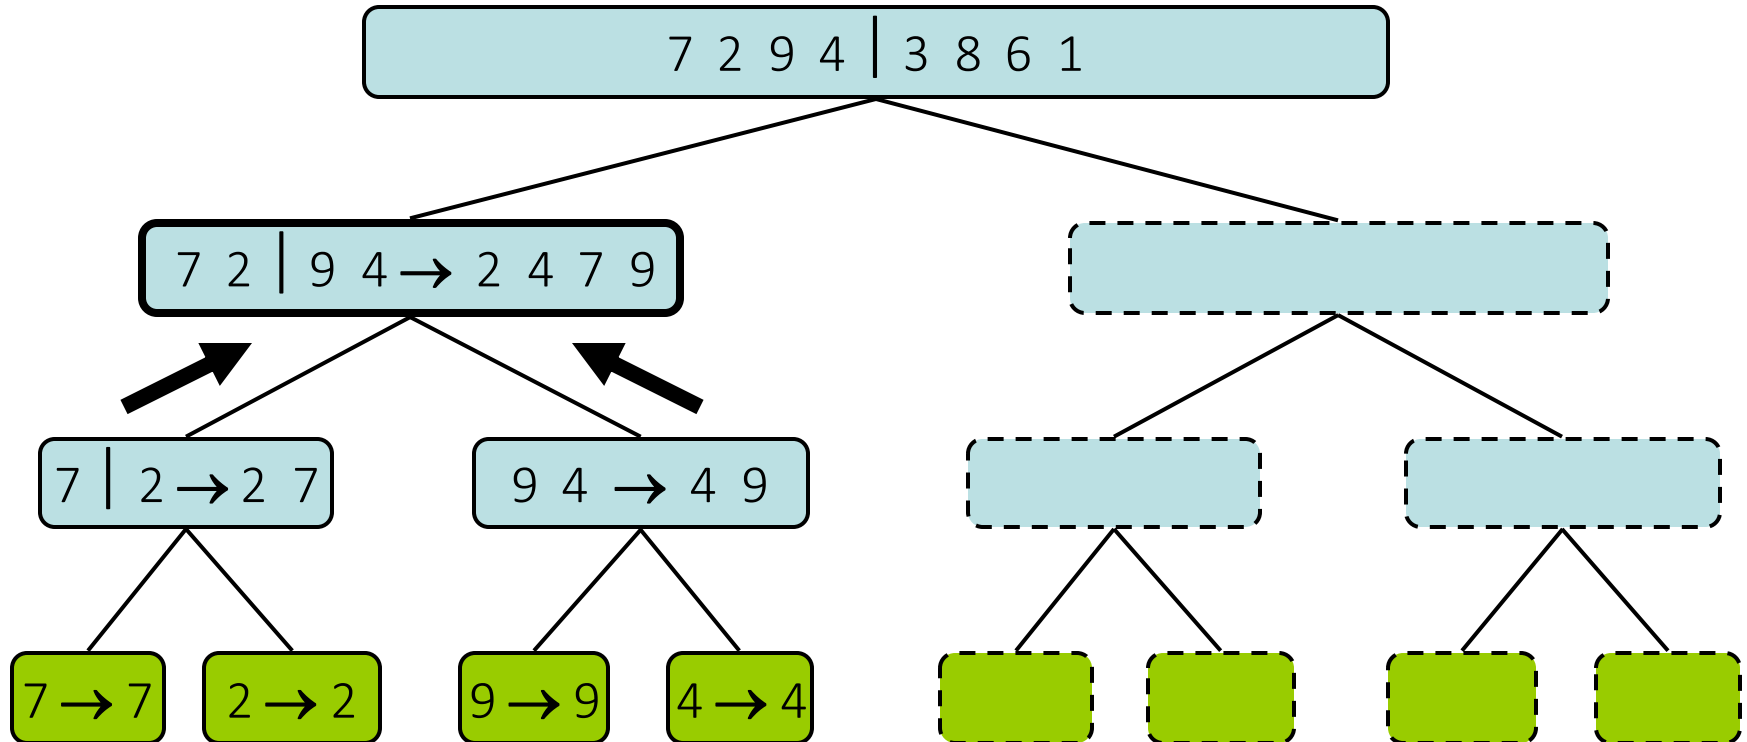 7 2 9 4 | 3 8 6 1
7 2 | 9 4 → 2 4 7 9
7 | 2 → 2 7
9 4 → 4 9
7 → 7
2 → 2
9 → 9
4 → 4